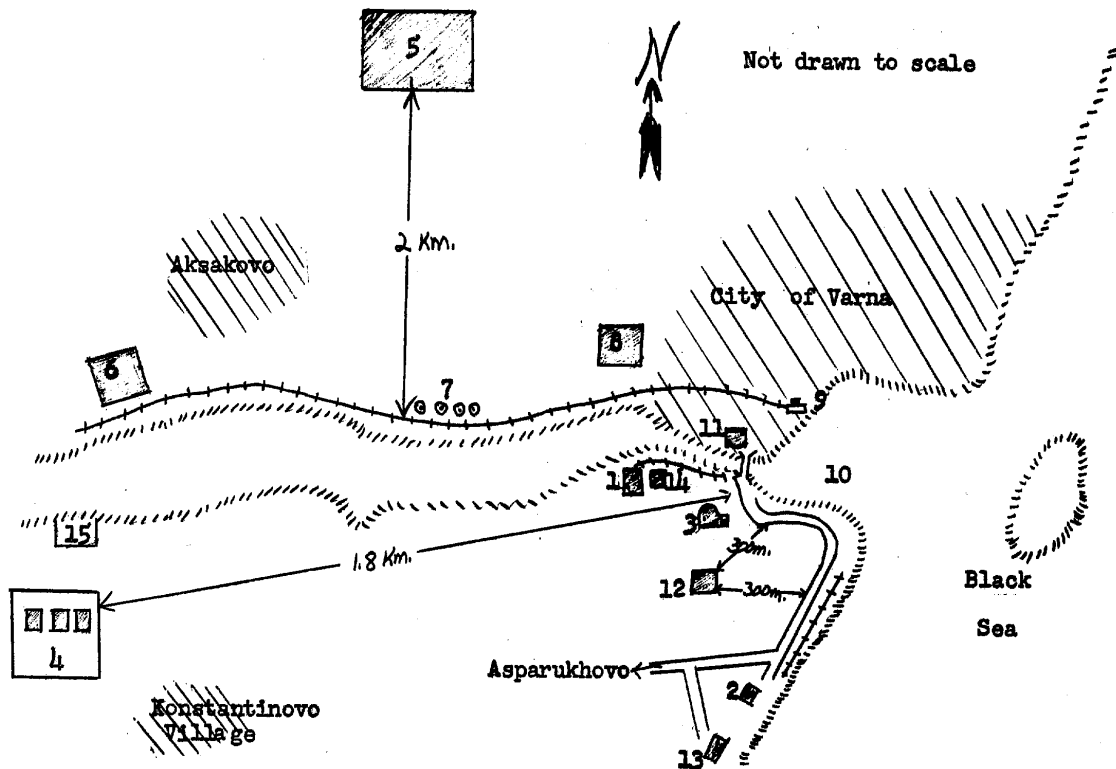 5
N
Not drawn to scale
2 Km.
Aksakovo
City of Varna
8
6
7
9
11
10
1
14
3
15
300m.
1.8 Km.
12
300m.
Black
Sea
4
Asparukhovo
2
Konstantinovo
Village
13